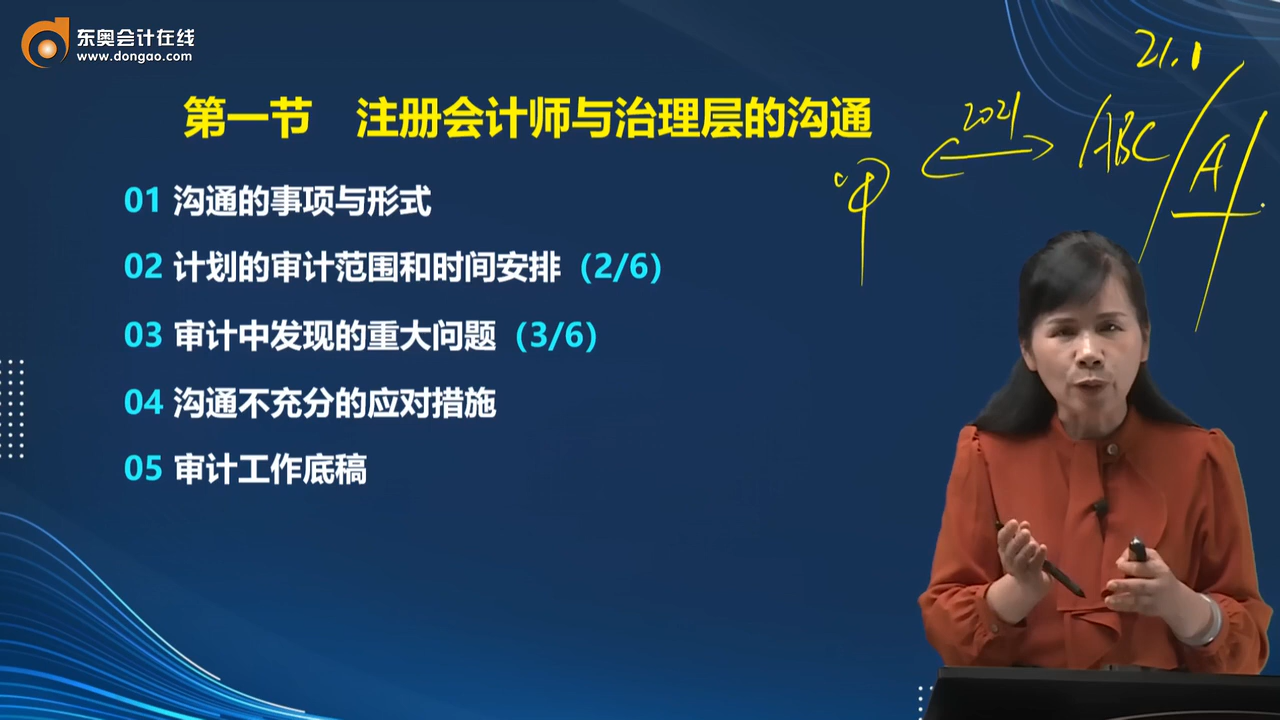 东奥会计在线
www.dongao.com
第一节 注册会计师与治理层的沟通
01 沟通的事项与形式
02 计划的审计范围和时间安排（2/6）
03 审计中发现的重大问题（3/6）
04 沟通不充分的应对措施
05 审计工作底稿
21.1
2021
甲
ABC
A